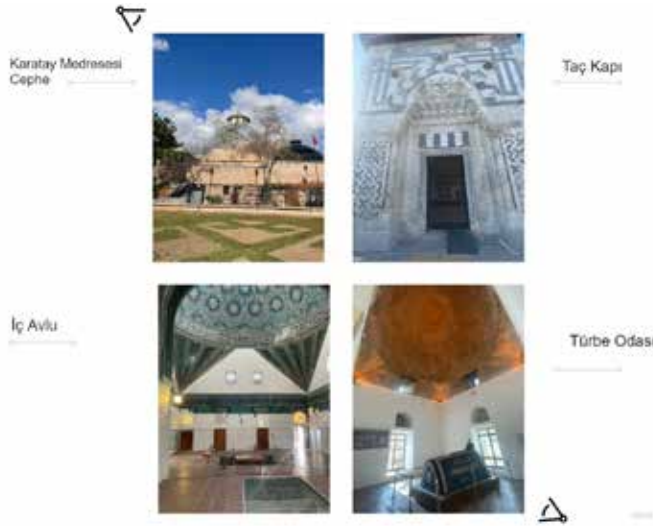 Karatay Medresesi
Cephe
Taç Kapı
İç Avlu
Türbe Odası